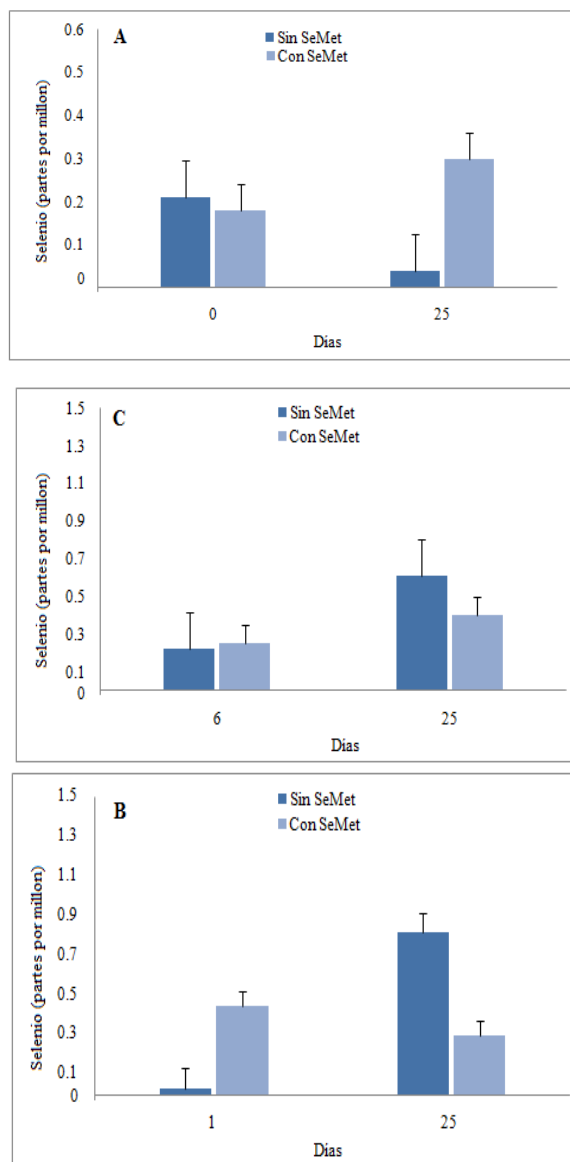 A
Sin SeMet
Con SeMet
Selenio (partes por millon)
0.6
0.5
0.4
0.3
0.2
0.1
0
0 25
Dias
C
Sin SeMet
Con SeMet
Selenio (partes por millon)
1.5
1.3
1.1
0.9
0.7
0.5
0.3
0.1
0
6 25
Dias
B
Sin SeMet
Con SeMet
Selenio (partes por millon)
1.5
1.3
1.1
0.9
0.7
0.5
0.3
0.1
0
1 25
Dias